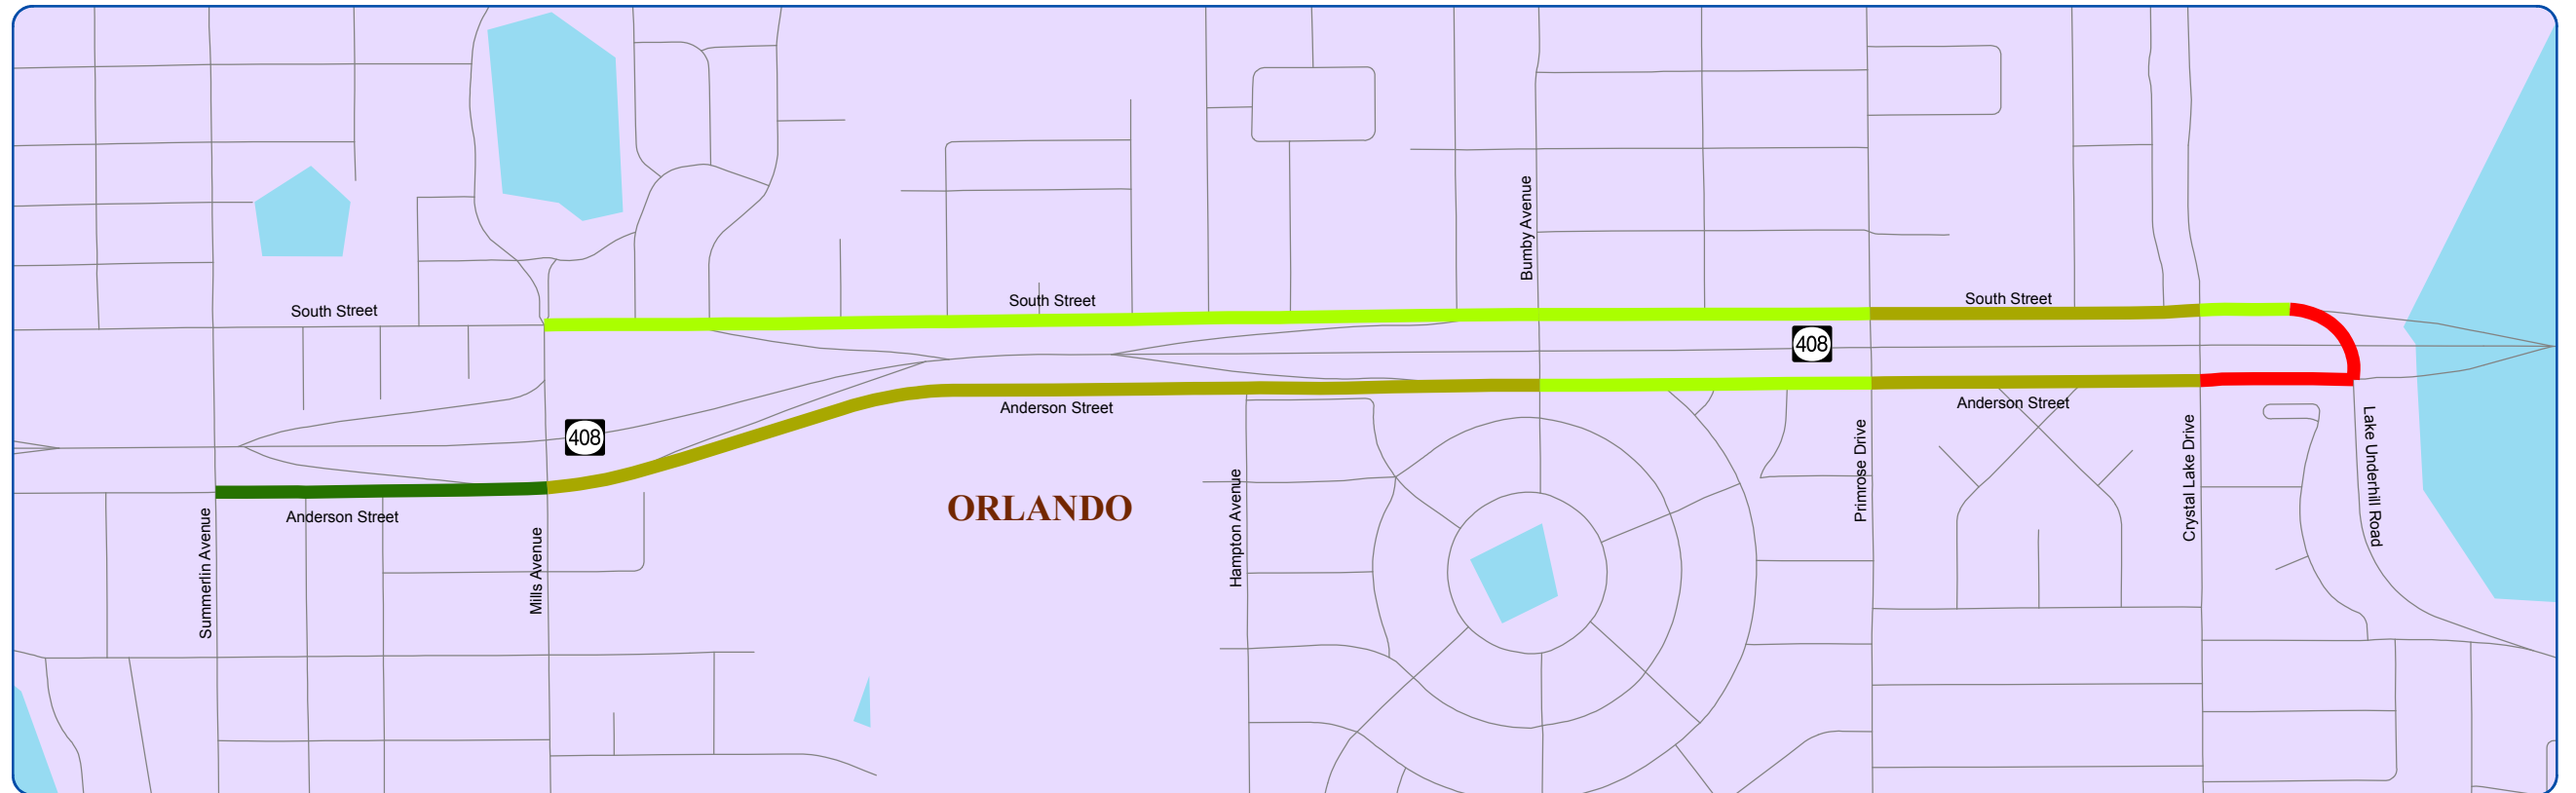 Bumby Avenue
South Street
South Street
South Street
408
408
Anderson Street
Anderson Street
Anderson Street
ORLANDO
Summerlin Avenue
Mills Avenue
Hampton Avenue
Primrose Drive
Crystal Lake Drive
Lake Underhill Road